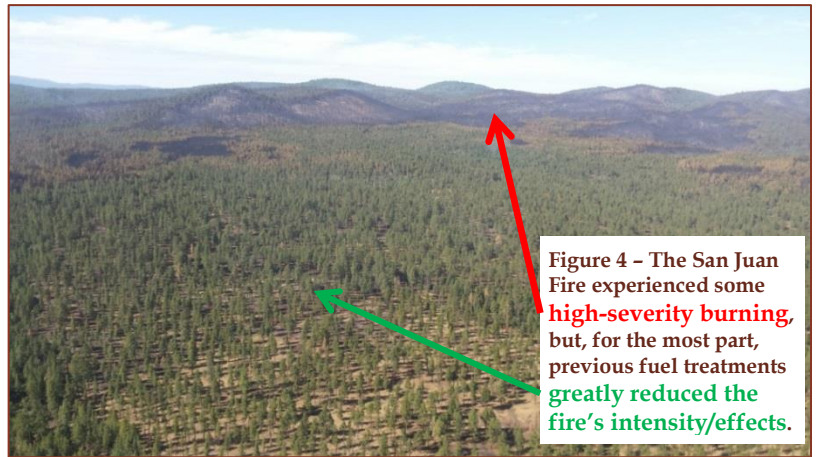 Figure 4 – The San Juan
Fire experienced some
high-severity burning,
but, for the most part,
previous fuel treatments
greatly reduced the
fire's intensity/effects.